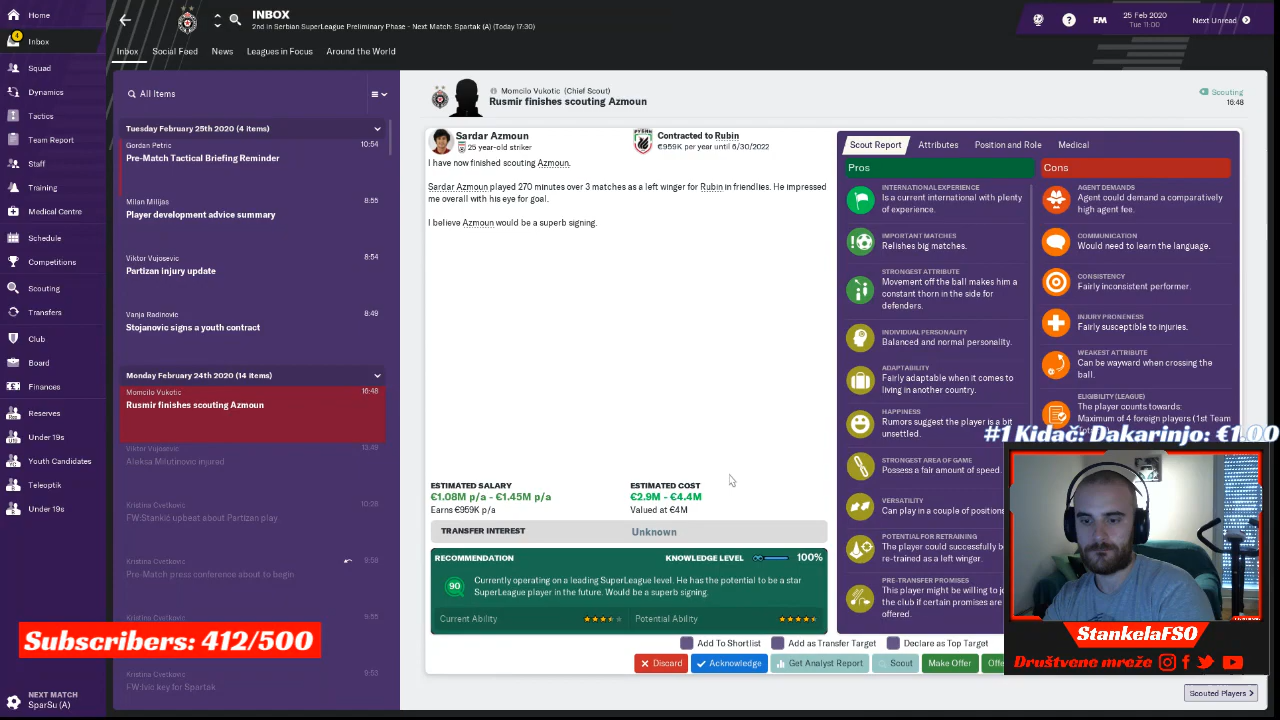 INBOX
2nd in Serbian SuperLeague Preliminary Phase - Next Match: Spartak (A) (Today 17:30)
FM
25 Feb 2020
Tue 11:00
Next Unread
Home
4
Inbox
Squad
Dynamics
Tactics
Team Report
Staff
Training
Medical Centre
Schedule
Competitions
Scouting
Transfers
Club
Board
Finances
Reserves
Under 19s
Youth Candidates
Teleoptik
Under 19s
NEXT MATCH
SparSu (A)
Inbox
Social Feed
News
Leagues in Focus
Around the World
All Items
Tuesday February 25th 2020 (4 items)
Gordan Petric 10:54
Pre-Match Tactical Briefing Reminder
Milan Milijas 8:55
Player development advice summary
Viktor Vujosevic 8:54
Partizan injury update
Vanja Radinovic 8:49
Stojanovic signs a youth contract
Monday February 24th 2020 (14 items)
Momcilo Vukotic 16:48
Rusmir finishes scouting Azmoun
Viktor Vujosevic 13:49
Aleksa Milutinovic injured
Kristina Cvetkovic 10:28
FW:Stankić upbeat about Partizan play
Kristina Cvetkovic 9:56
Pre-Match press conference about to begin
Kristina Cvetkovic 9:55
Kristina Cvetkovic 9:53
FW:Ivic key for Spartak
Subscribers: 412/500
Momcilo Vukotic (Chief Scout)
Rusmir finishes scouting Azmoun
Scouting
16:48
Sardar Azmoun
25 year-old striker
Contracted to Rubin
€959K per year until 6/30/2022
I have now finished scouting Azmoun.
Sardar Azmoun played 270 minutes over 3 matches as a left winger for Rubin in friendlies. He impressed
me overall with his eye for goal.
I believe Azmoun would be a superb signing.
ESTIMATED SALARY
€1.08M p/a - €1.45M p/a
Earns €959K p/a
ESTIMATED COST
€2.9M - €4.4M
Valued at €4M
TRANSFER INTEREST
Unknown
RECOMMENDATION
KNOWLEDGE LEVEL
100%
90
Currently operating on a leading SuperLeague level. He has the potential to be a star
SuperLeague player in the future. Would be a superb signing.
Current Ability
Potential Ability
Add To Shortlist
Add as Transfer Target
Declare as Top Target
Discard
Acknowledge
Get Analyst Report
Scout
Make Offer
Offe
Scouted Players
Scout Report
Attributes
Position and Role
Medical
Pros
INTERNATIONAL EXPERIENCE
Is a current international with plenty
of experience.
IMPORTANT MATCHES
Relishes big matches.
STRONGEST ATTRIBUTE
Movement off the ball makes him a
constant thorn in the side for
defenders.
INDIVIDUAL PERSONALITY
Balanced and normal personality.
ADAPTABILITY
Fairly adaptable when it comes to
living in another country.
HAPPINESS
Rumors suggest the player is a bit
unsettled.
STRONGEST AREA OF GAME
Possess a fair amount of speed.
VERSATILITY
Can play in a couple of positions
POTENTIAL FOR RETRAINING
The player could successfully b
re-trained as a left winger.
PRE-TRANSFER PROMISES
This player might be willing to jo
the club if certain promises are
offered.
Cons
AGENT DEMANDS
Agent could demand a comparatively
high agent fee.
COMMUNICATION
Would need to learn the language.
CONSISTENCY
Fairly inconsistent performer.
INJURY PRONENESS
Fairly susceptible to injuries.
WEAKEST ATTRIBUTE
Can be wayward when crossing the
ball.
ELIGIBILITY (LEAGUE)
The player counts towards:
Maximum of 4 foreign players (1st Team
#1 Kidač: Dakarinjo: €1.00
StankelaFSO
Društvene mreže